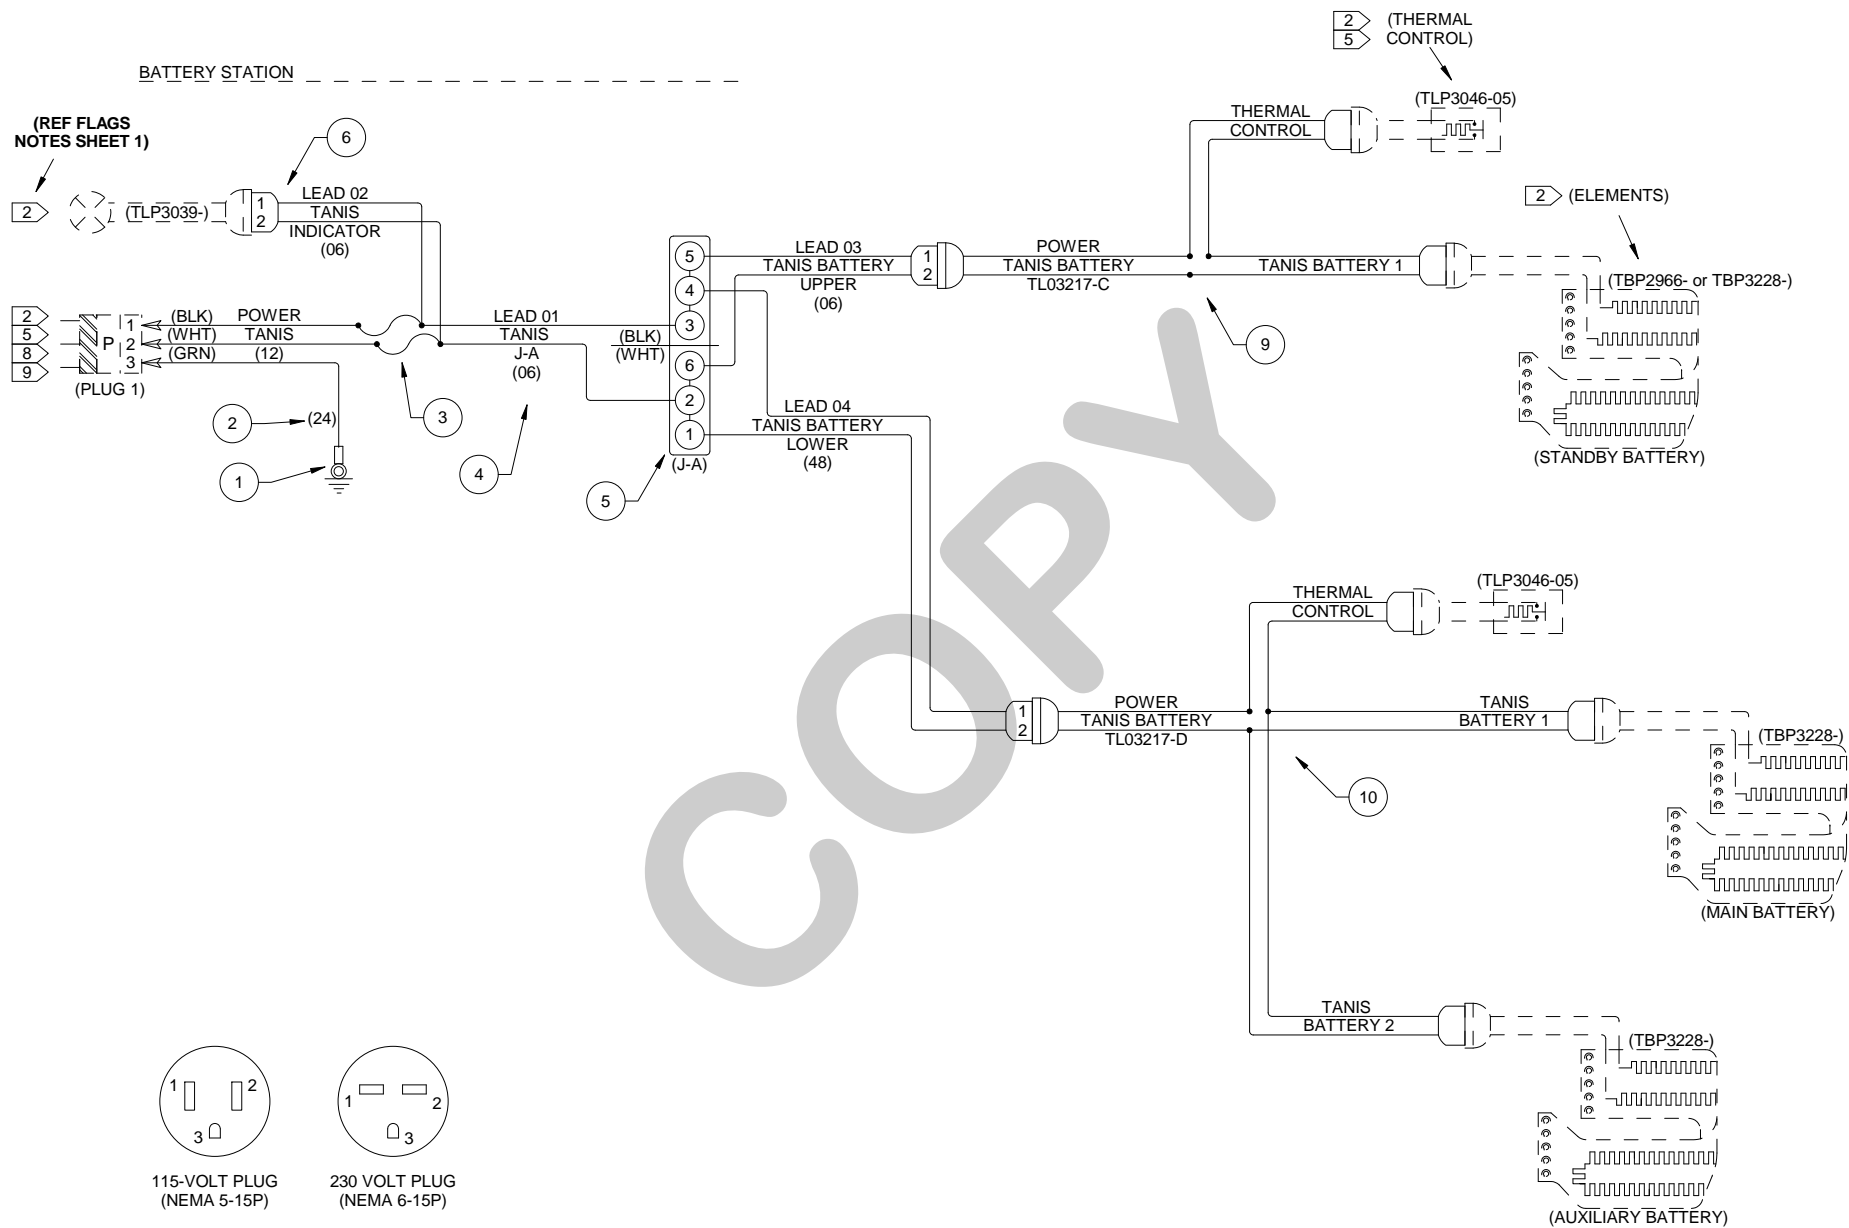 2 (THERMAL
5 CONTROL)
BATTERY STATION
(REF FLAGS
NOTES SHEET 1)
6
(TLP3046-05)
THERMAL
CONTROL
2
(TLP3039-)
1
2
LEAD 02
TANIS
INDICATOR
(06)
2 (ELEMENTS)
5
4
3
6
2
1
(J-A)
LEAD 03
TANIS BATTERY
UPPER
(06)
1
2
POWER
TANIS BATTERY
TL03217-C
TANIS BATTERY 1
(TBP2966- or TBP3228-)
(STANDBY BATTERY)
2
5
8
9
P
1
2
3
(PLUG 1)
(BLK)
(WHT)
(GRN)
POWER
TANIS
(12)
LEAD 01
TANIS
J-A
(06)
(BLK)
(WHT)
9
2
(24)
3
1
4
5
LEAD 04
TANIS BATTERY
LOWER
(48)
COPY
(TLP3046-05)
THERMAL
CONTROL
1
2
POWER
TANIS BATTERY
TL03217-D
TANIS
BATTERY 1
(TBP3228-)
10
(MAIN BATTERY)
TANIS
BATTERY 2
(TBP3228-)
(AUXILIARY BATTERY)
1 2
3
115-VOLT PLUG
(NEMA 5-15P)
1 2
3
230 VOLT PLUG
(NEMA 6-15P)